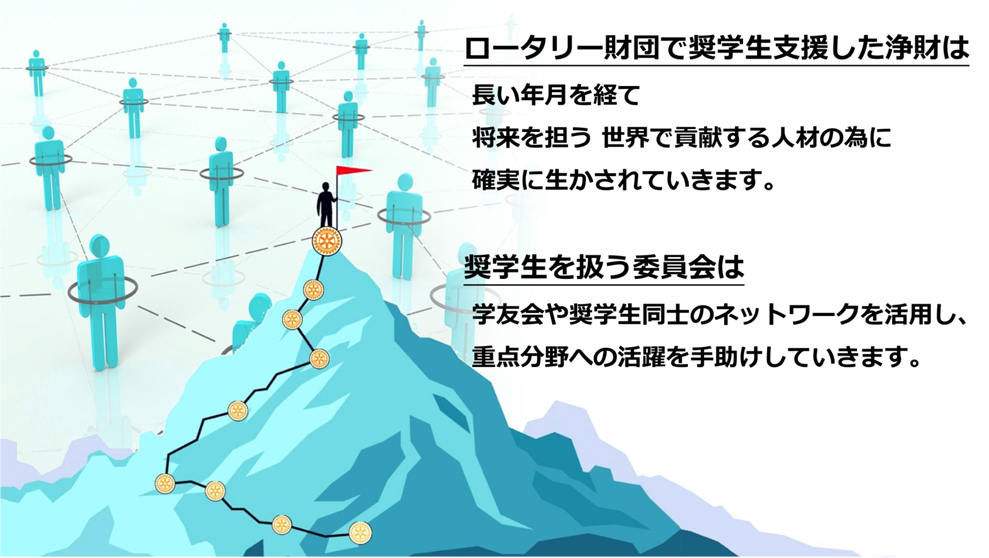 ロータリー財団で奨学生支援した浄財は
長い年月を経て
将来を担う 世界で貢献する人材の為に
確実に生かされていきます。
奨学生を扱う委員会は
学友会や奨学生同士のネットワークを活用し、
重点分野への活躍を手助けしていきます。